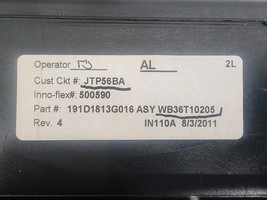 Operator AL 2L
Cust Ckt #: JTP56BA
Inno-flex#: 500590
Part #: 191D1813G016 ASY WB36T10205
Rev. 4 IN110A 8/3/2011